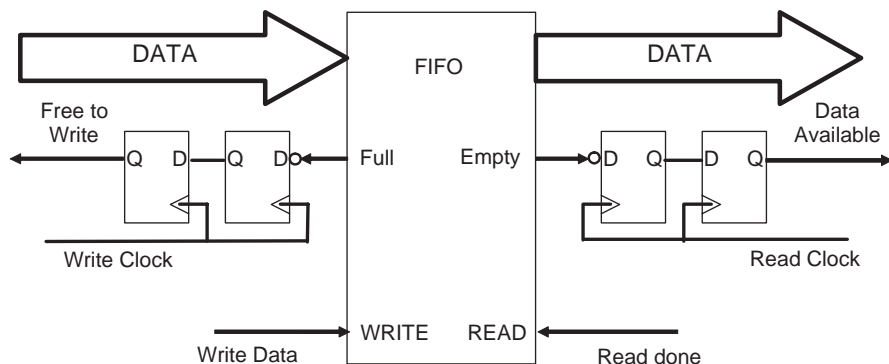 DATA
FIFO
DATA
Free to
Write
Data
Available
Q D Q D
Full
Empty
D Q D Q
Write Clock
Read Clock
WRITE
READ
Write Data
Read done